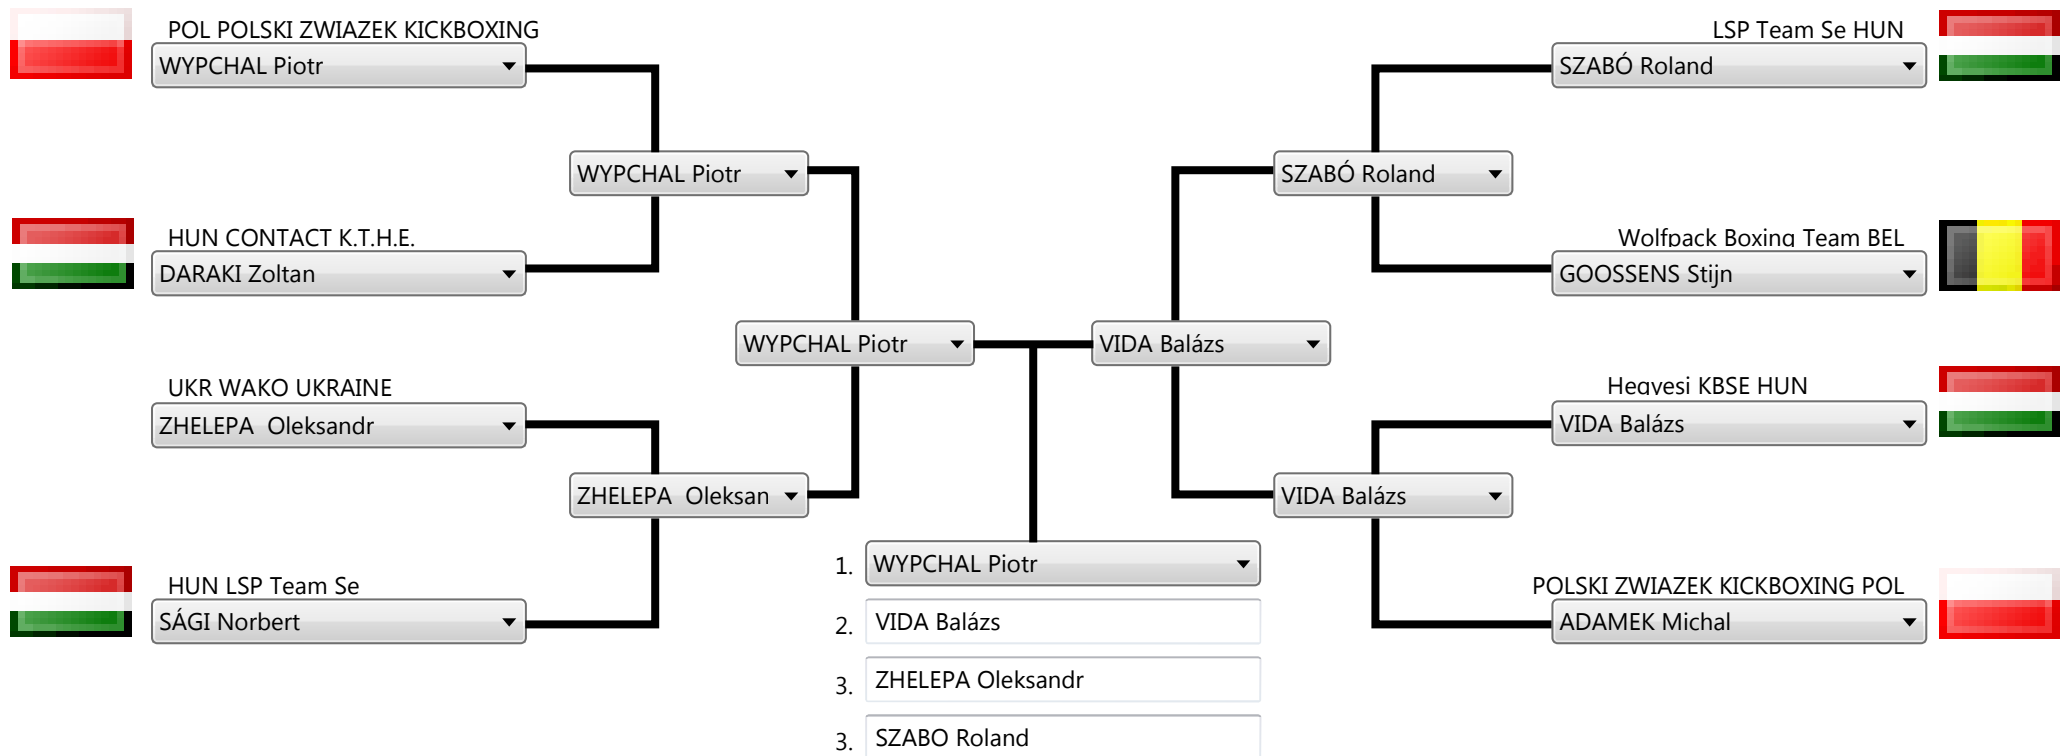 POL POLSKI ZWIAZEK KICKBOXING
WYPCHAL Piotr
HUN CONTACT K.T.H.E.
DARAKI Zoltan
UKR WAKO UKRAINE
ZHELEPA  Oleksandr
HUN LSP Team Se
SÁGI Norbert
WYPCHAL Piotr
ZHELEPA  Oleksan
WYPCHAL Piotr
VIDA Balázs
SZABÓ Roland
VIDA Balázs
LSP Team Se HUN
SZABÓ Roland
Wolfpack Boxing Team BEL
GOOSSENS Stijn
Hegyesi KBSE HUN
VIDA Balázs
POLSKI ZWIAZEK KICKBOXING POL
ADAMEK Michal
1. WYPCHAL Piotr
2. VIDA Balázs
3. ZHELEPA Oleksandr
3. SZABO Roland